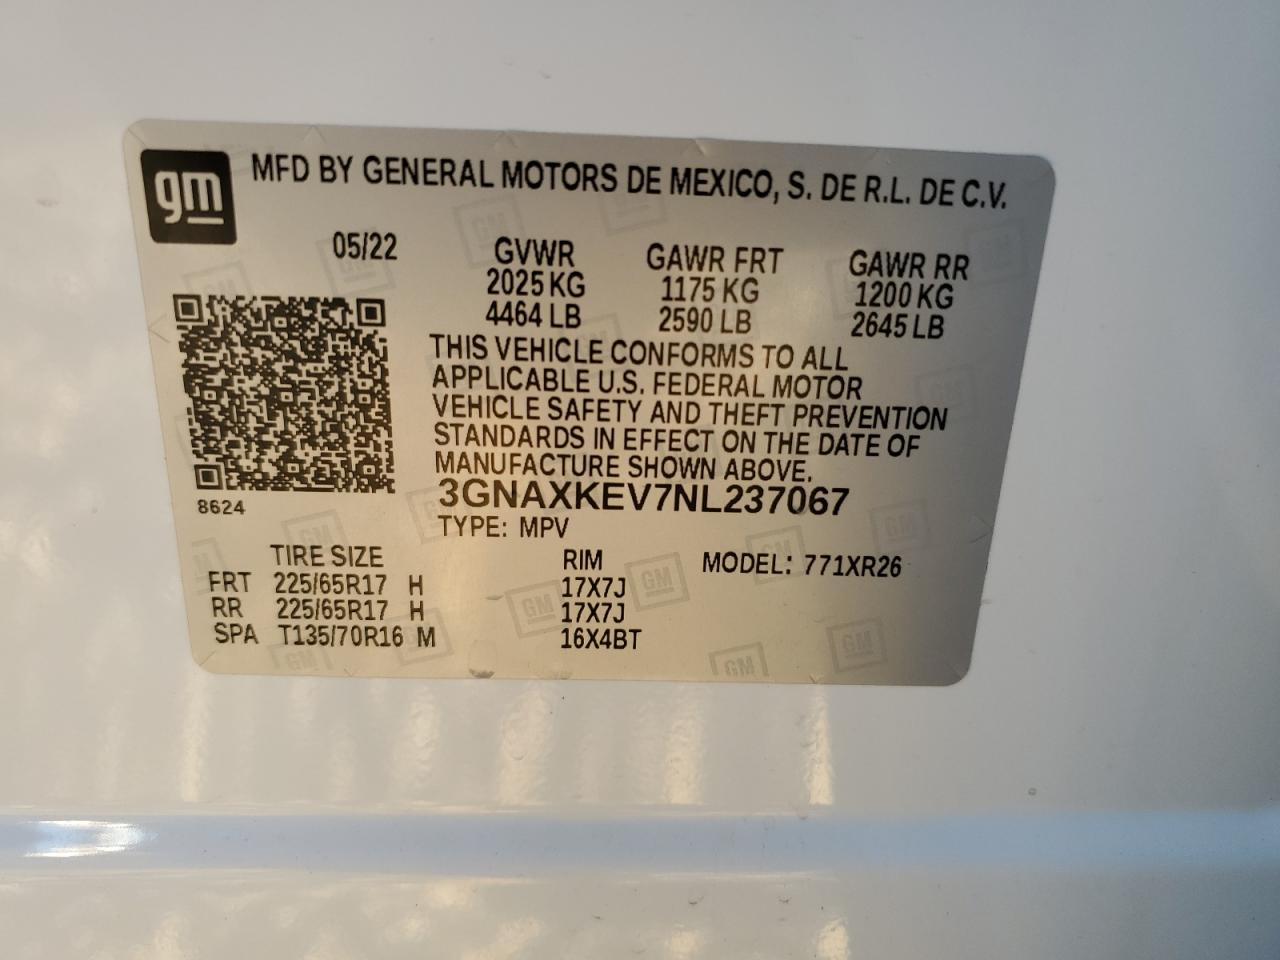 gm
MFD BY GENERAL MOTORS DE MEXICO, S. DE R.L. DE C.V.
05/22 GVWR GAWR FRT GAWR RR
2025 KG 1175 KG 1200 KG
4464 LB 2590 LB 2645 LB
THIS VEHICLE CONFORMS TO ALL
APPLICABLE U.S. FEDERAL MOTOR
VEHICLE SAFETY AND THEFT PREVENTION
STANDARDS IN EFFECT ON THE DATE OF
MANUFACTURE SHOWN ABOVE.
3GNAXKEV7NL237067
8624
TYPE: MPV
TIRE SIZE RIM MODEL: 771XR26
FRT 225/65R17 H 17X7J
RR 225/65R17 H 17X7J
SPA T135/70R16 M 16X4BT